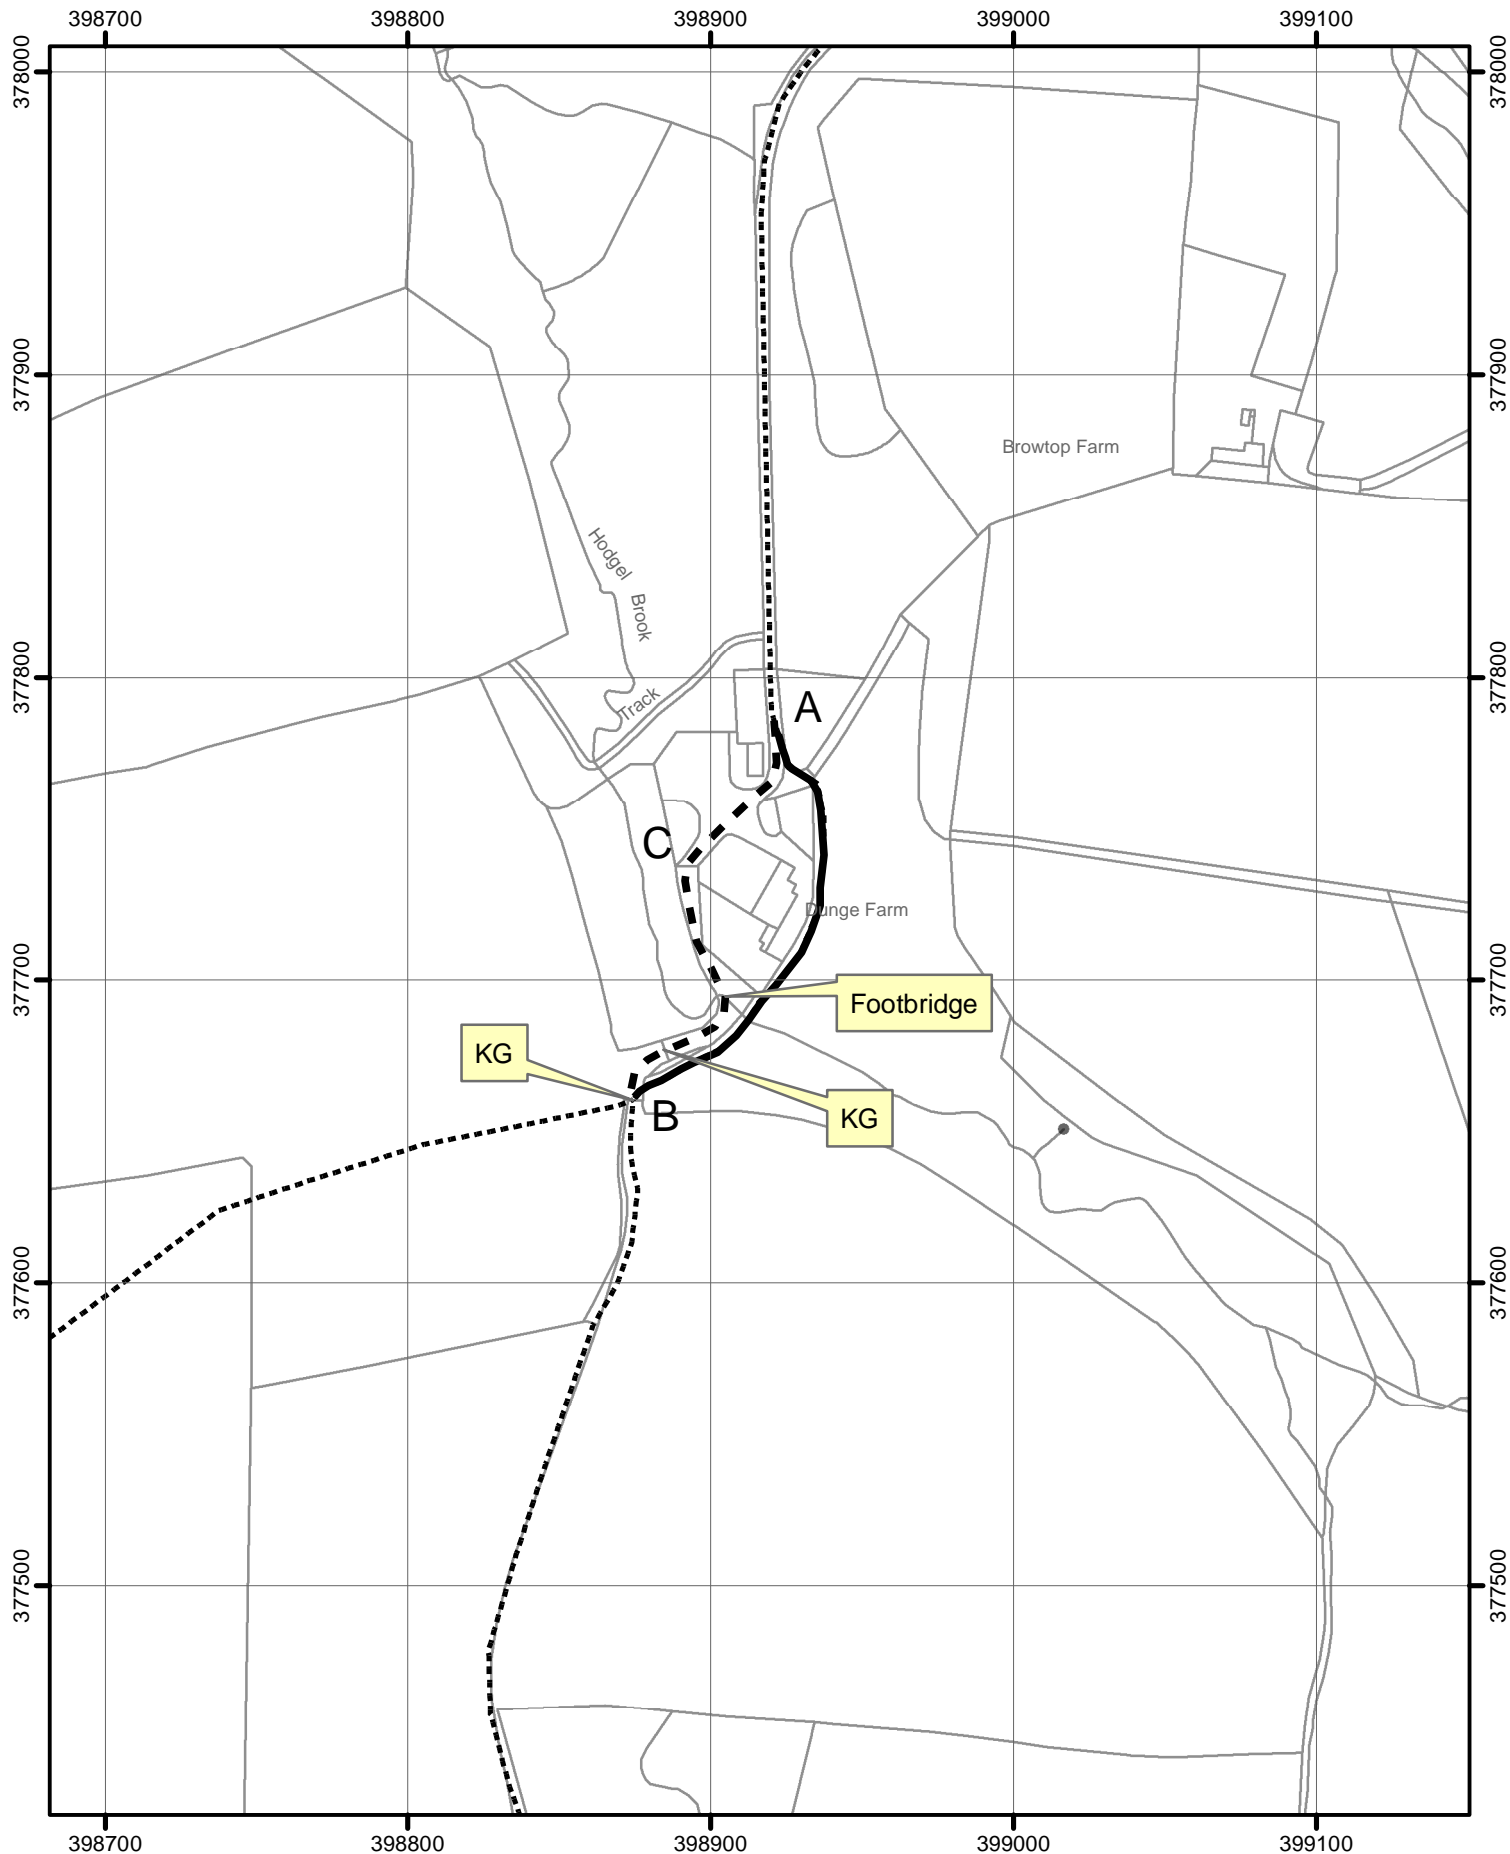 398700 398800 398900 399000 399100
378000 378000
377900 377900
Browtop Farm
Hodgel Brook
377800 377800
Track
A
C
Dunge Farm
377700 377700
Footbridge
KG
KG
B
377600 377600
377500 377500
398700 398800 398900 399000 399100